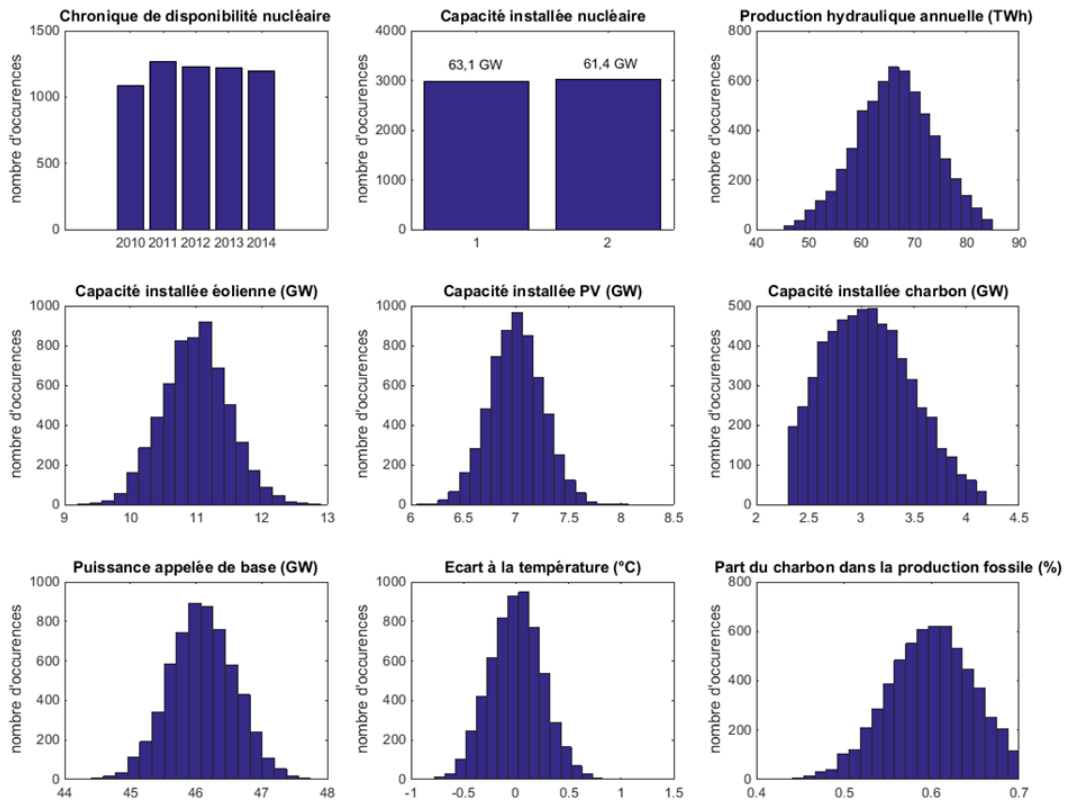 Chronique de disponibilité nucléaire
nombre d'occurences
1500
1000
500
0
2010 2011 2012 2013 2014
Capacité installée nucléaire
nombre d'occurences
4000
3000
2000
1000
0
63,1 GW
61,4 GW
1 2
Production hydraulique annuelle (TWh)
nombre d'occurences
800
600
400
200
0
40 50 60 70 80 90
Capacité installée éolienne (GW)
nombre d'occurences
1000
800
600
400
200
0
9 10 11 12 13
Capacité installée PV (GW)
nombre d'occurences
1000
800
600
400
200
0
6 6.5 7 7.5 8 8.5
Capacité installée charbon (GW)
nombre d'occurences
500
400
300
200
100
0
2 2.5 3 3.5 4 4.5
Puissance appelée de base (GW)
nombre d'occurences
1000
800
600
400
200
0
44 45 46 47 48
Ecart à la température (°C)
nombre d'occurences
1000
800
600
400
200
0
-1 -0.5 0 0.5 1 1.5
Part du charbon dans la production fossile (%)
nombre d'occurences
800
600
400
200
0
0.4 0.5 0.6 0.7